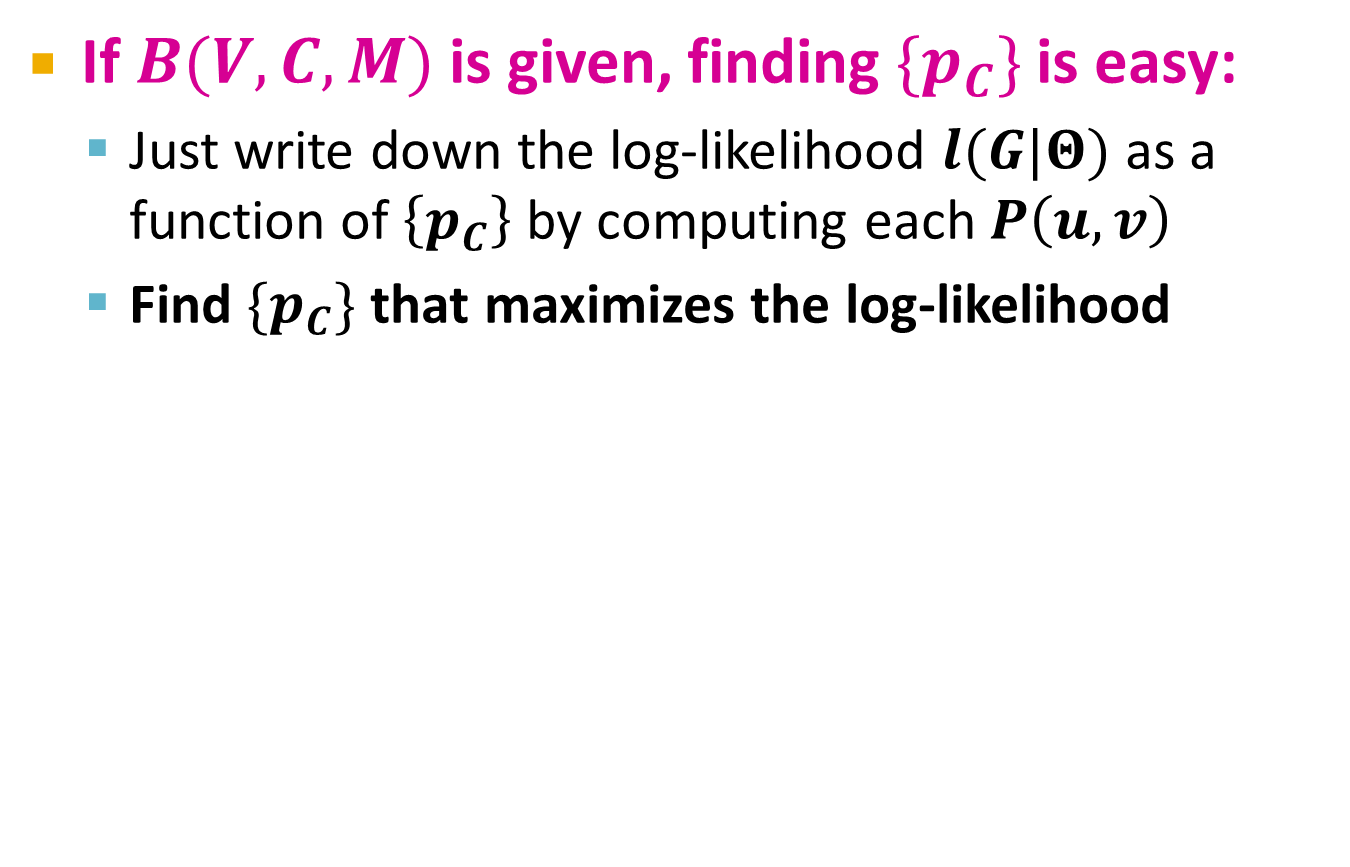 ▪ If B(V, C, M) is given, finding {p_C} is easy:
▪ Just write down the log-likelihood l(G|Θ) as a
function of {p_C} by computing each P(u, v)
▪ Find {p_C} that maximizes the log-likelihood